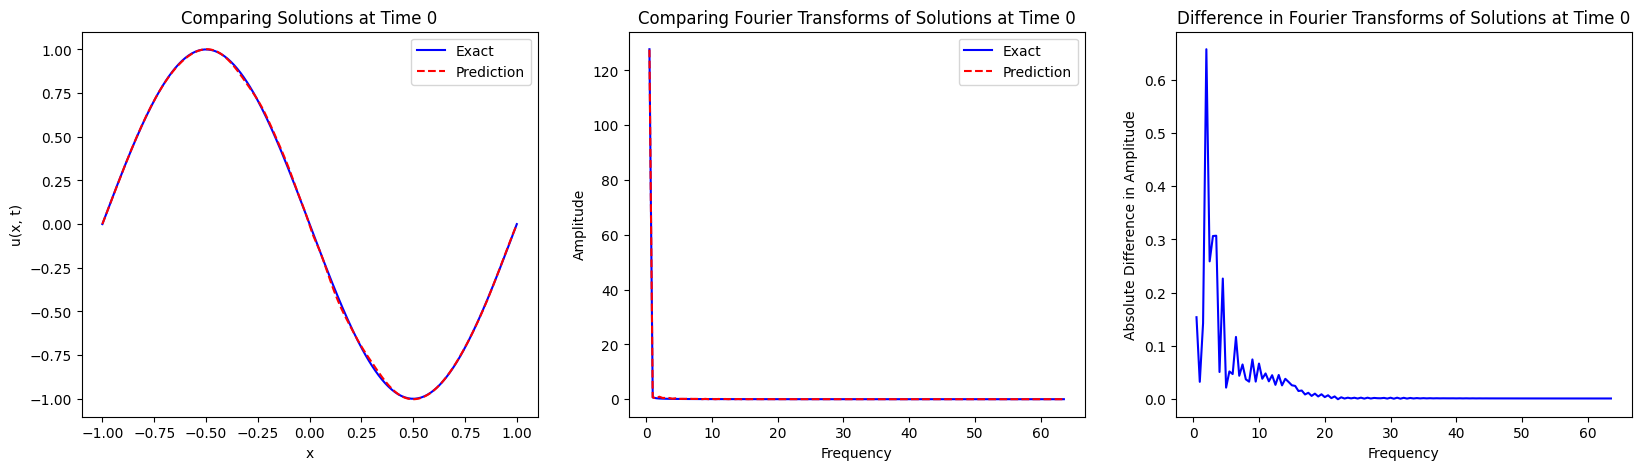 Comparing Solutions at Time 0
Exact
Prediction
u(x, t)
1.00
0.75
0.50
0.25
0.00
−0.25
−0.50
−0.75
−1.00
−1.00 −0.75 −0.50 −0.25 0.00 0.25 0.50 0.75 1.00
x
Comparing Fourier Transforms of Solutions at Time 0
Exact
Prediction
Amplitude
120
100
80
60
40
20
0
0 10 20 30 40 50 60
Frequency
Difference in Fourier Transforms of Solutions at Time 0
Absolute Difference in Amplitude
0.6
0.5
0.4
0.3
0.2
0.1
0.0
0 10 20 30 40 50 60
Frequency